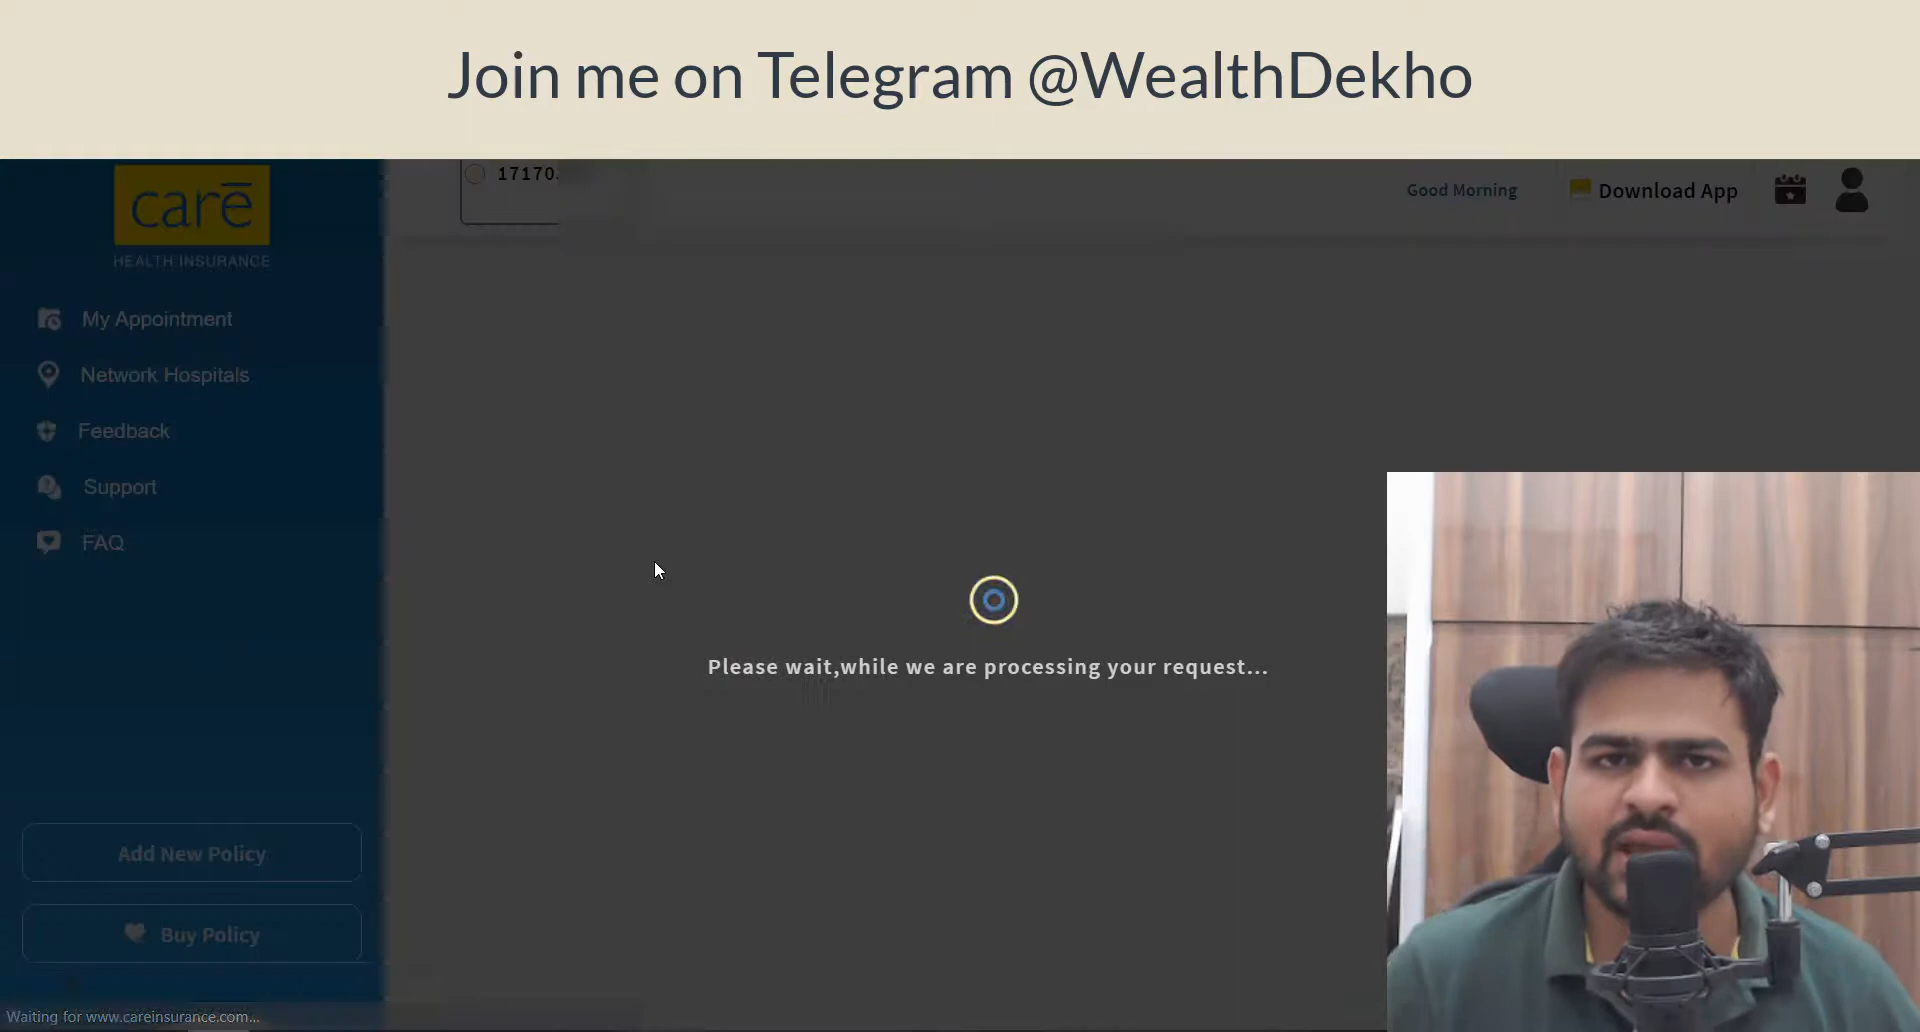 Join me on Telegram @WealthDekho
carē
HEALTH INSURANCE
17170
Good Morning
Download App
My Appointment
Network Hospitals
Feedback
Support
FAQ
Please wait,while we are processing your request...
Add New Policy
Buy Policy
Waiting for www.careinsurance.com...